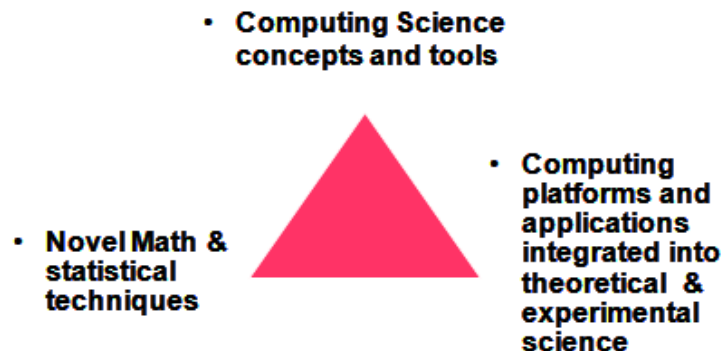 • Computing Science
concepts and tools
• Computing
platforms and
applications
integrated into
theoretical & 
experimental
science
• Novel Math &
statistical
techniques